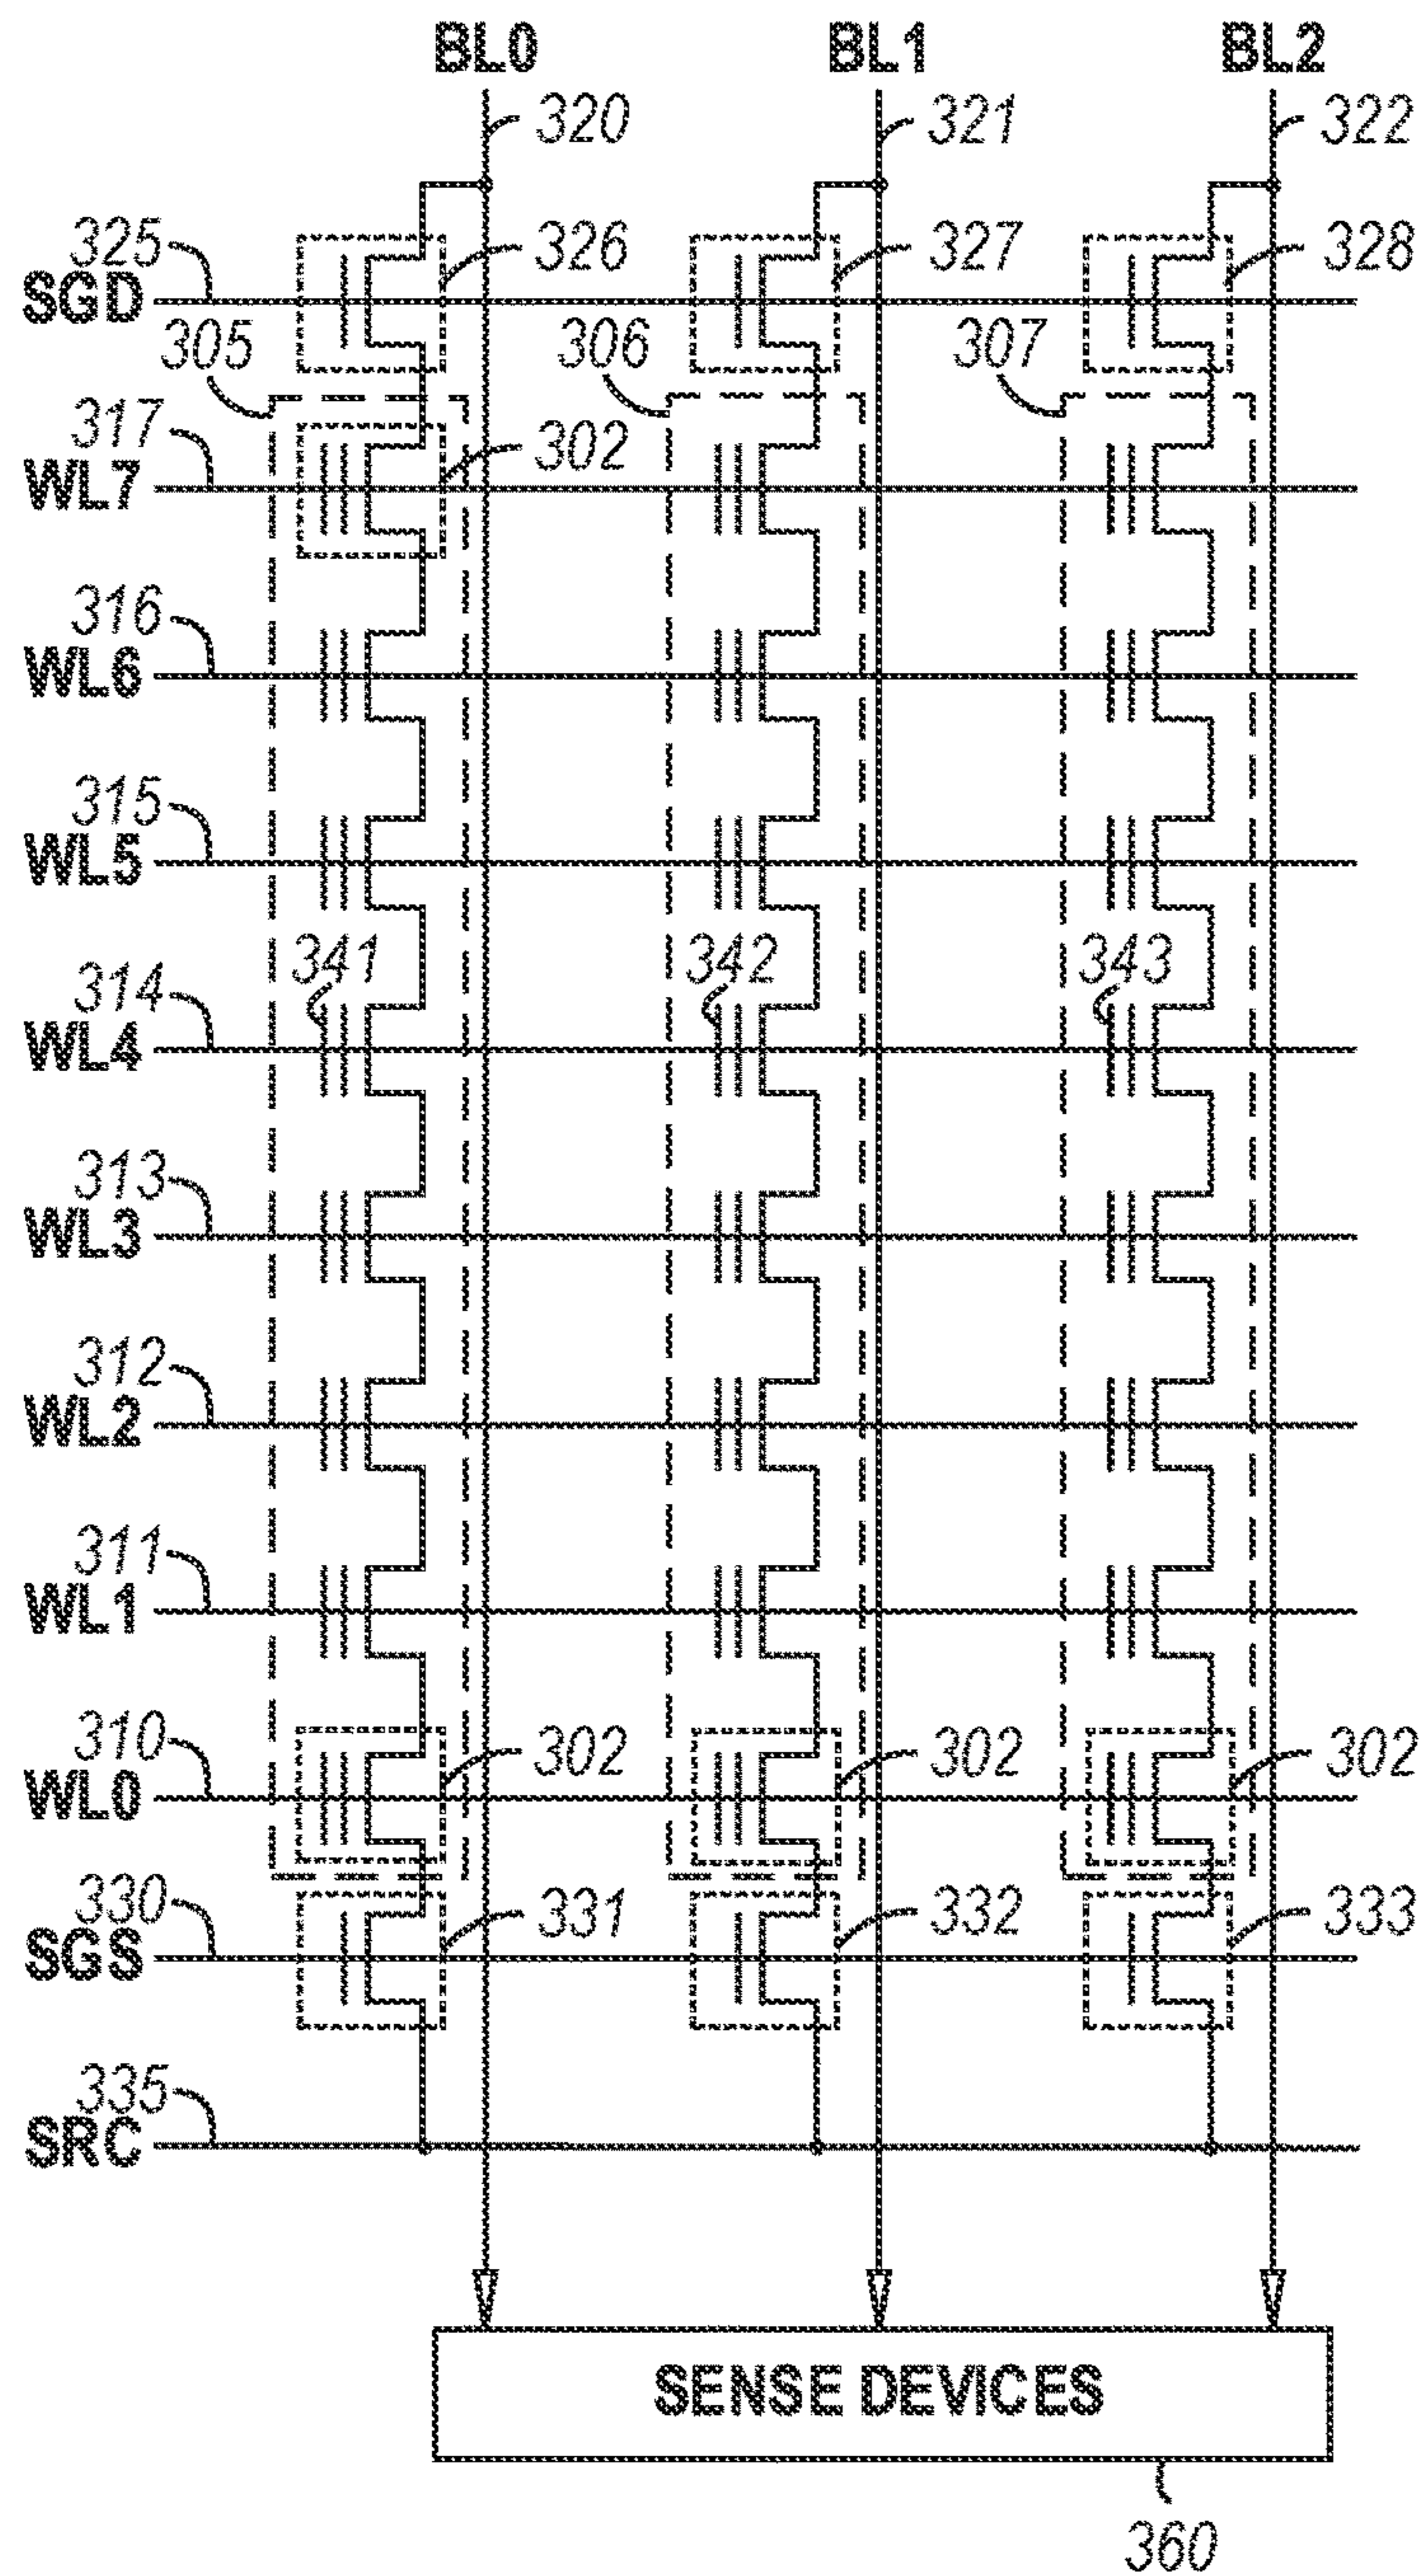 BL0 BL1 BL2
320 321 322
325 326 327 328
SGD
305 306 307
317 302
WL7
316
WL6
315
WL5
341 342 343
314
WL4
313
WL3
312
WL2
311
WL1
310 302 302 302
WL0
330 331 332 333
SGS
335
SRC
SENSE DEVICES
360